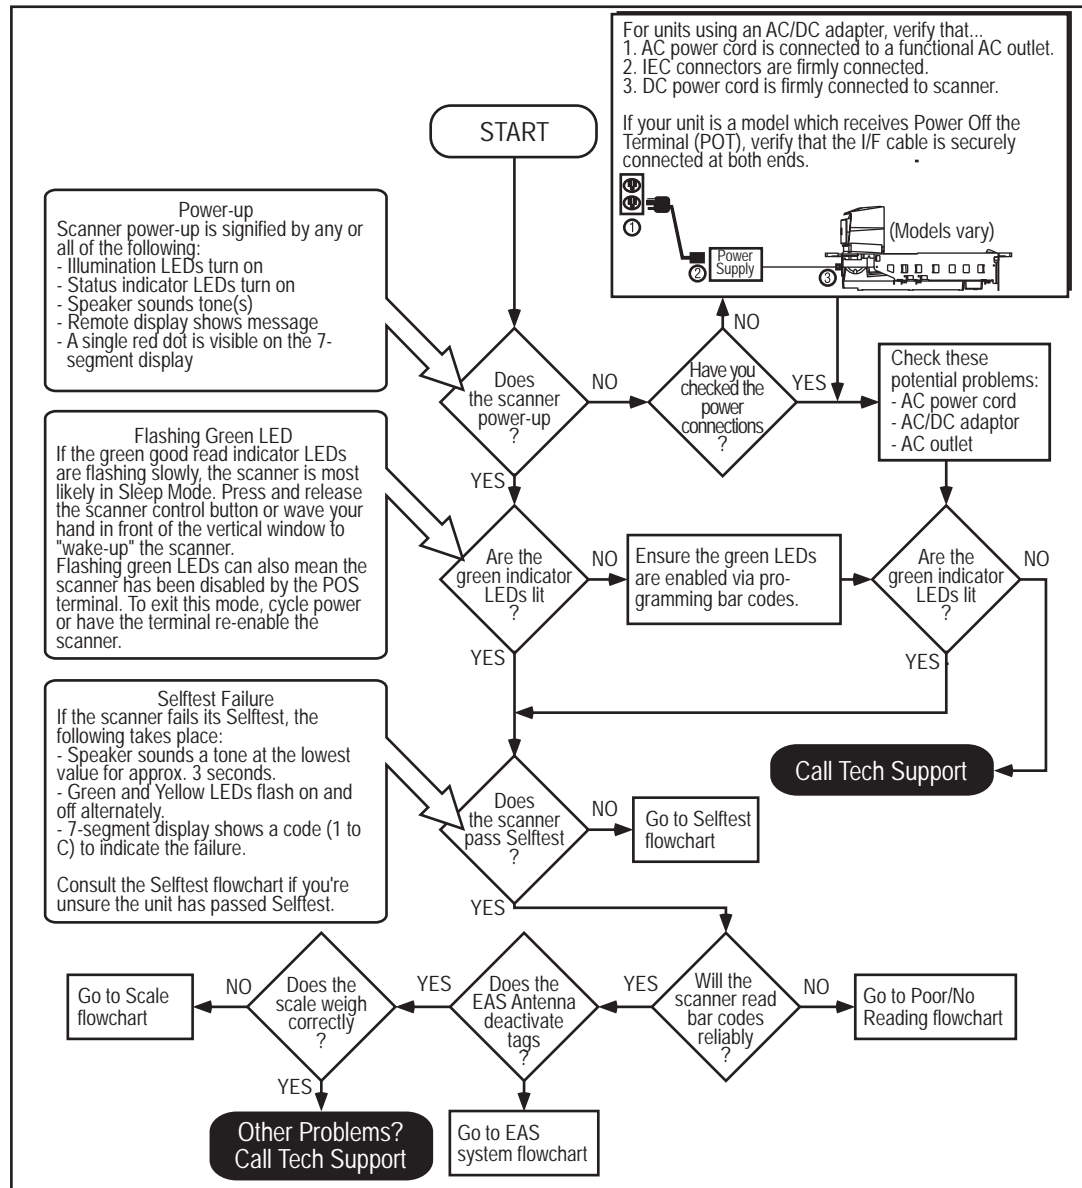 For units using an AC/DC adapter, verify that...
1. AC power cord is connected to a functional AC outlet.
2. IEC connectors are firmly connected.
3. DC power cord is firmly connected to scanner.
If your unit is a model which receives Power Off the
Terminal (POT), verify that the I/F cable is securely
connected at both ends.
(Models vary)
1
2
Power
Supply
3
START
Power-up
Scanner power-up is signified by any or
all of the following:
- Illumination LEDs turn on
- Status indicator LEDs turn on
- Speaker sounds tone(s)
- Remote display shows message
- A single red dot is visible on the 7-
segment display
Does
the scanner
power-up
?
NO
YES
Have you
checked the
power
connections
?
NO
YES
Check these
potential problems:
- AC power cord
- AC/DC adaptor
- AC outlet
Flashing Green LED
If the green good read indicator LEDs
are flashing slowly, the scanner is most
likely in Sleep Mode. Press and release
the scanner control button or wave your
hand in front of the vertical window to
"wake-up" the scanner.
Flashing green LEDs can also mean the
scanner has been disabled by the POS
terminal. To exit this mode, cycle power
or have the terminal re-enable the
scanner.
Are the
green indicator
LEDs lit
?
NO
YES
Ensure the green LEDs
are enabled via pro-
gramming bar codes.
Are the
green indicator
LEDs lit
?
NO
YES
Call Tech Support
Selftest Failure
If the scanner fails its Selftest, the
following takes place:
- Speaker sounds a tone at the lowest
value for approx. 3 seconds.
- Green and Yellow LEDs flash on and
off alternately.
- 7-segment display shows a code (1 to
C) to indicate the failure.
Consult the Selftest flowchart if you're
unsure the unit has passed Selftest.
Does
the scanner
pass Selftest
?
NO
YES
Go to Selftest
flowchart
Will the
scanner read
bar codes
reliably
?
NO
YES
Go to Poor/No
Reading flowchart
Does the
EAS Antenna
deactivate
tags
?
YES
Go to EAS
system flowchart
Does the
scale weigh
correctly
?
NO
YES
Go to Scale
flowchart
Other Problems?
Call Tech Support